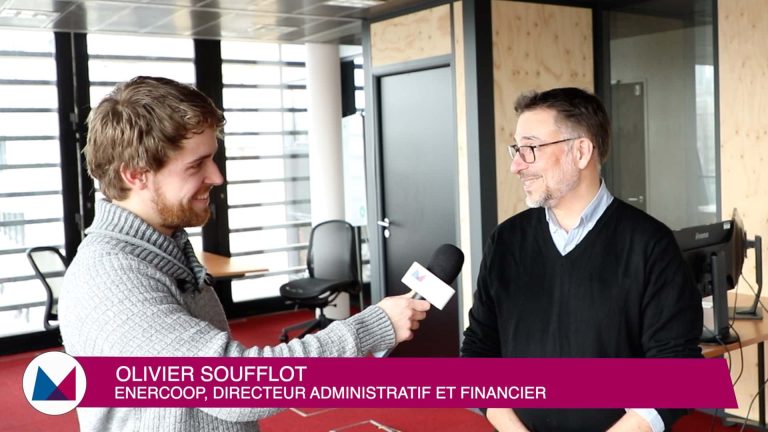 OLIVIER SOUFFLOT
ENERCOOP, DIRECTEUR ADMINISTRATIF ET FINANCIER